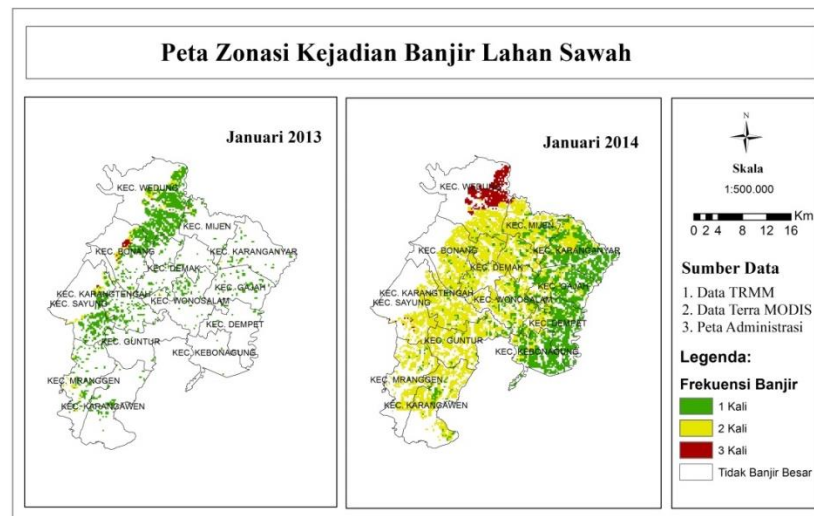 Peta Zonasi Kejadian Banjir Lahan Sawah
Januari 2013
KEC. WEDUNG
KEC. MIJEN
KEC. BONANG
KEC. KARANGANYAR
KEC. DEMAK
KEC. GAJAH
KEC. KARANGTENGAH
KEC. WONOSALAM
KEC. SAYUNG
KEC. DEMPET
KEC. GUNTUR
KEC. KEBONAGUNG
KEC. MRANGGEN
KEC. KARANGAWEN
Januari 2014
KEC. WEDUNG
KEC. MIJEN
KEC. BONANG
KEC. KARANGANYAR
KEC. DEMAK
KEC. GAJAH
KEC. KARANGTENGAH
KEC. WONOSALAM
KEC. SAYUNG
KEC. DEMPET
KEC. GUNTUR
KEC. KEBONAGUNG
KEC. MRANGGEN
KEC. KARANGAWEN
N
Skala
1:500.000
0 2 4 8 12 16 Km
Sumber Data
1. Data TRMM
2. Data Terra MODIS
3. Peta Administrasi
Legenda:
Frekuensi Banjir
1 Kali
2 Kali
3 Kali
Tidak Banjir Besar